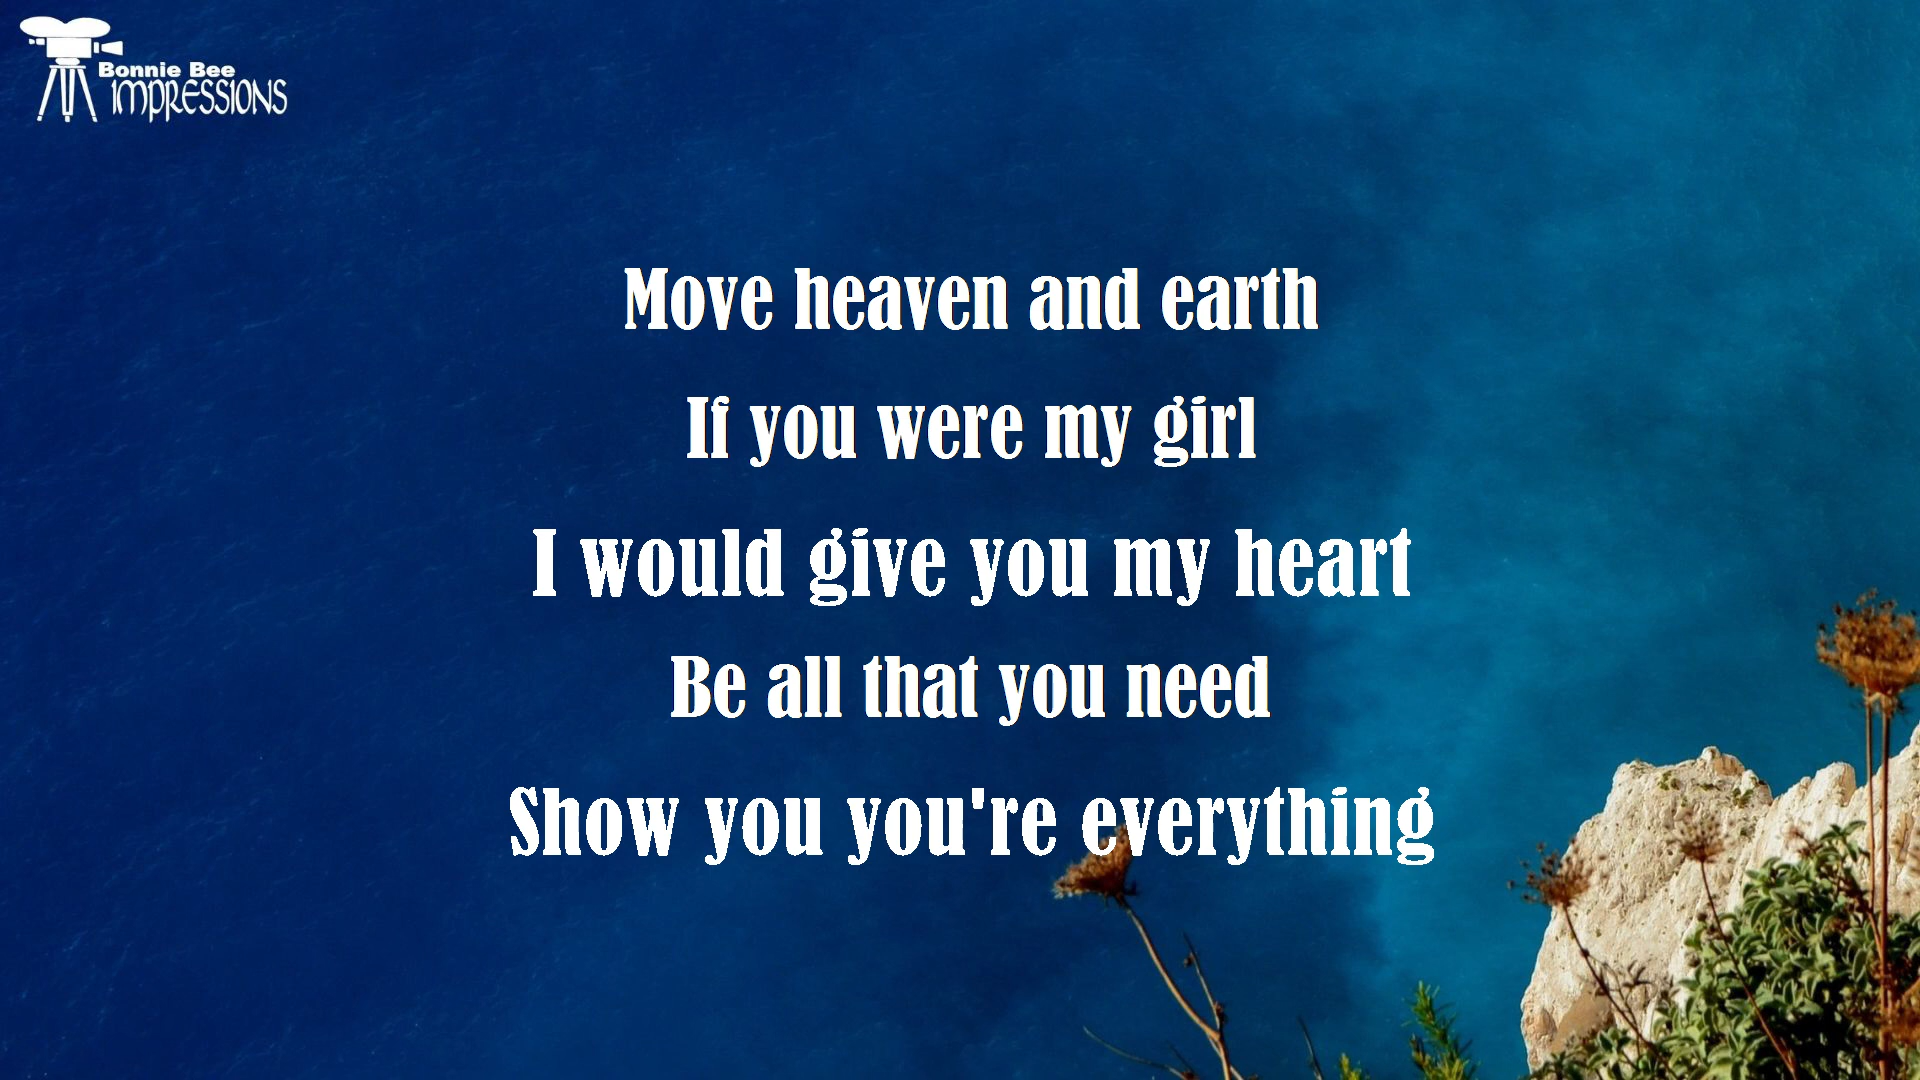 Bonnie Bee
IMPRESSIONS
Move heaven and earth
If you were my girl
I would give you my heart
Be all that you need
Show you you're everything